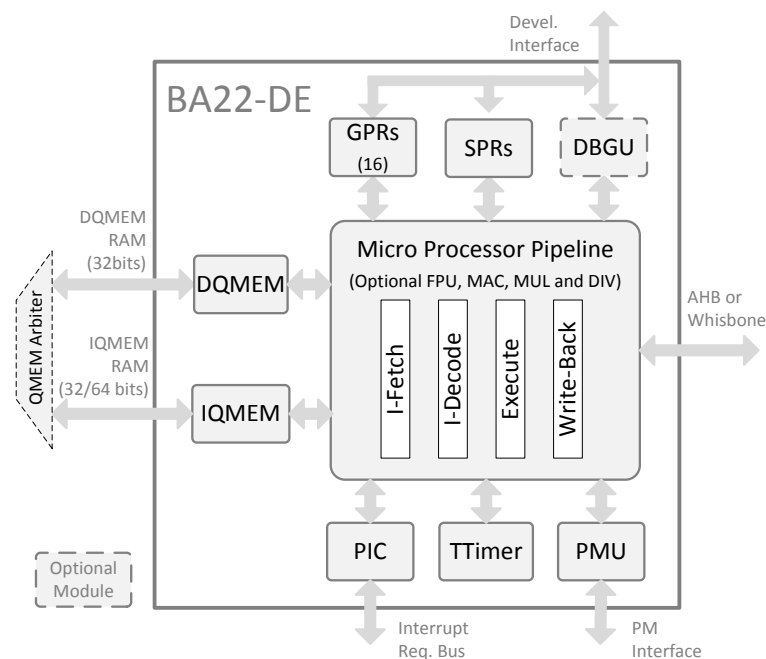 Devel.
Interface
BA22-DE
GPRs
(16)
SPRs
DBGU
DQMEM
RAM
(32bits)
Micro Processor Pipeline
(Optional FPU, MAC, MUL and DIV)
DQMEM
QMEM Arbiter
AHB or
Whisbone
IQMEM
RAM
(32/64 bits)
I-Fetch
I-Decode
Execute
Write-Back
IQMEM
PIC
TTimer
PMU
Optional
Module
Interrupt
Req. Bus
PM
Interface